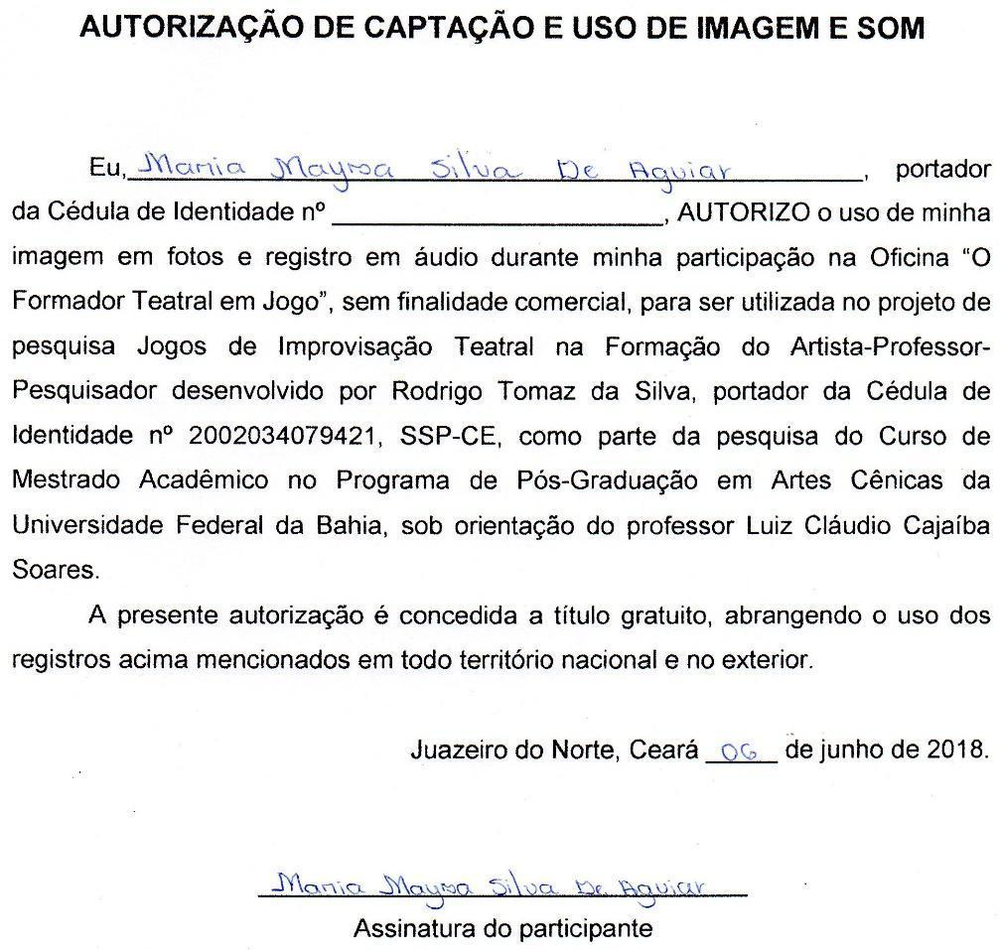 AUTORIZAÇÃO DE CAPTAÇÃO E USO DE IMAGEM E SOM
Eu, Maria Mayra Silva De Aguiar, portador
da Cédula de Identidade nº ____________, AUTORIZO o uso de minha
imagem em fotos e registro em áudio durante minha participação na Oficina “O
Formador Teatral em Jogo”, sem finalidade comercial, para ser utilizada no projeto de
pesquisa Jogos de Improvisação Teatral na Formação do Artista-Professor-
Pesquisador desenvolvido por Rodrigo Tomaz da Silva, portador da Cédula de
Identidade nº 2002034079421, SSP-CE, como parte da pesquisa do Curso de
Mestrado Acadêmico no Programa de Pós-Graduação em Artes Cênicas da
Universidade Federal da Bahia, sob orientação do professor Luiz Cláudio Cajaíba
Soares.
A presente autorização é concedida a título gratuito, abrangendo o uso dos
registros acima mencionados em todo território nacional e no exterior.
Juazeiro do Norte, Ceará 06 de junho de 2018.
Maria Mayra Silva De Aguiar
Assinatura do participante